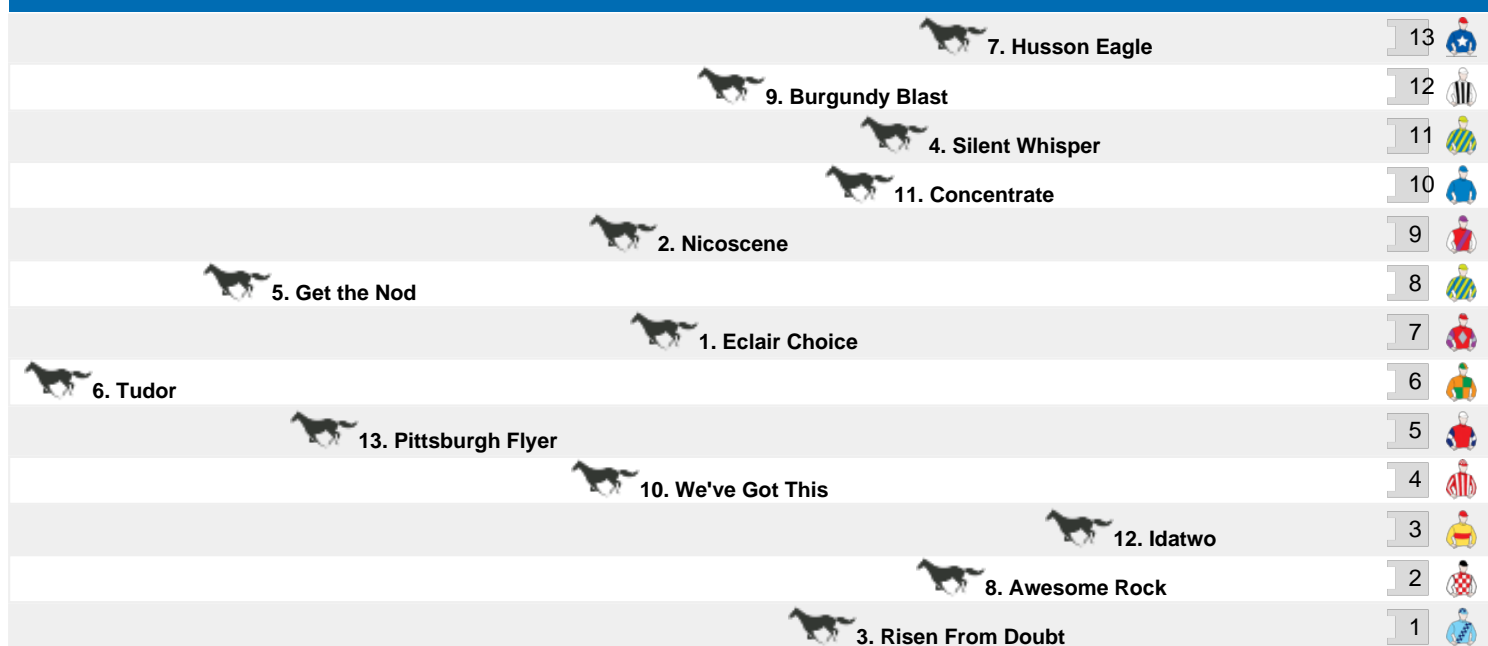 7. Husson Eagle 13
9. Burgundy Blast 12
4. Silent Whisper 11
11. Concentrate 10
2. Nicoscene 9
5. Get the Nod 8
1. Eclair Choice 7
6. Tudor 6
13. Pittsburgh Flyer 5
10. We've Got This 4
12. Idatwo 3
8. Awesome Rock 2
3. Risen From Doubt 1